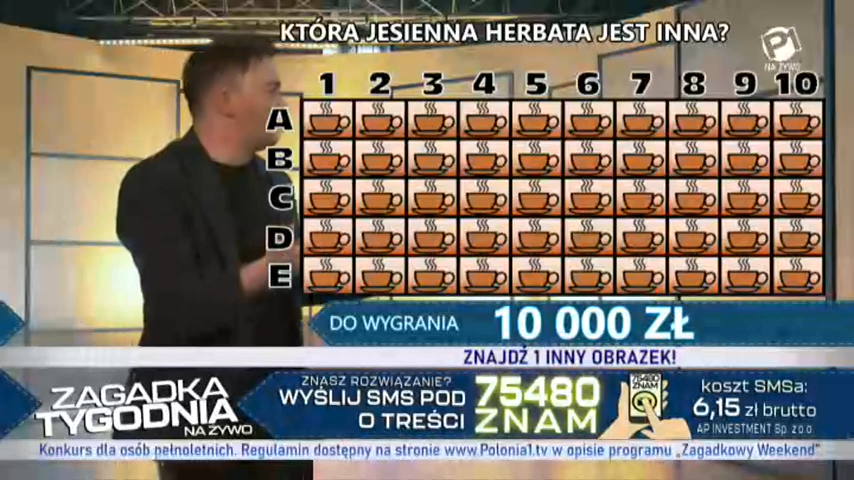 KTÓRA JESIENNA HERBATA JEST INNA?
P1
NA ŻYWO
1 2 3 4 5 6 7 8 9 10
A
B
C
D
E
DO WYGRANIA 10 000 ZŁ
ZNAJDŹ 1 INNY OBRAZEK!
ZAGADKA
TYGODNIA
NA ŻYWO
ZNASZ ROZWIĄZANIE?
WYŚLIJ SMS POD
O TREŚCI
75480
ZNAM
75480
ZNAM
koszt SMSa:
6,15 zł brutto
AP INVESTMENT Sp. z o.o.
Konkurs dla osób pełnoletnich. Regulamin dostępny na stronie www.Polonia1.tv w opisie programu „Zagadkowy Weekend"